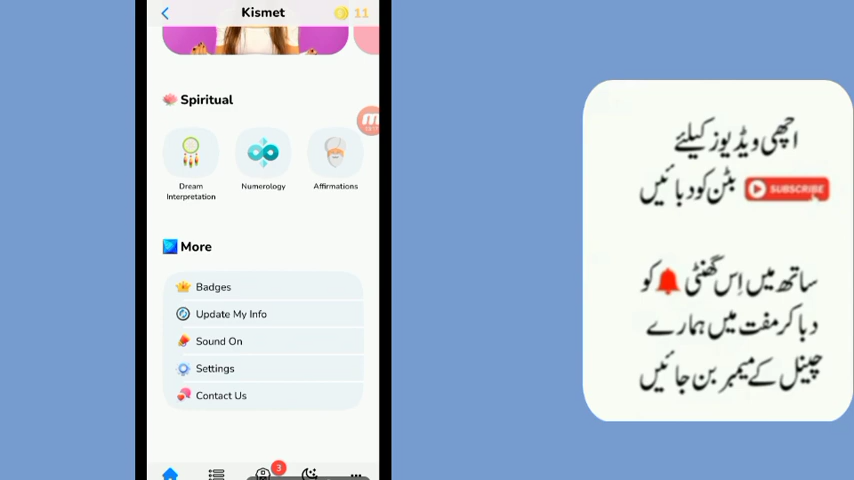 Kismet
11
Spiritual
Dream
Interpretation
Numerology
Affirmations
More
Badges
Update My Info
Sound On
Settings
Contact Us
3
اچھی ویڈیوز کیلئے
SUBSCRIBE بٹن کو دبائیں
ساتھ میں اِس گھنٹی کو
دبا کر مفت میں ہمارے
چینل کے میمبر بن جائیں